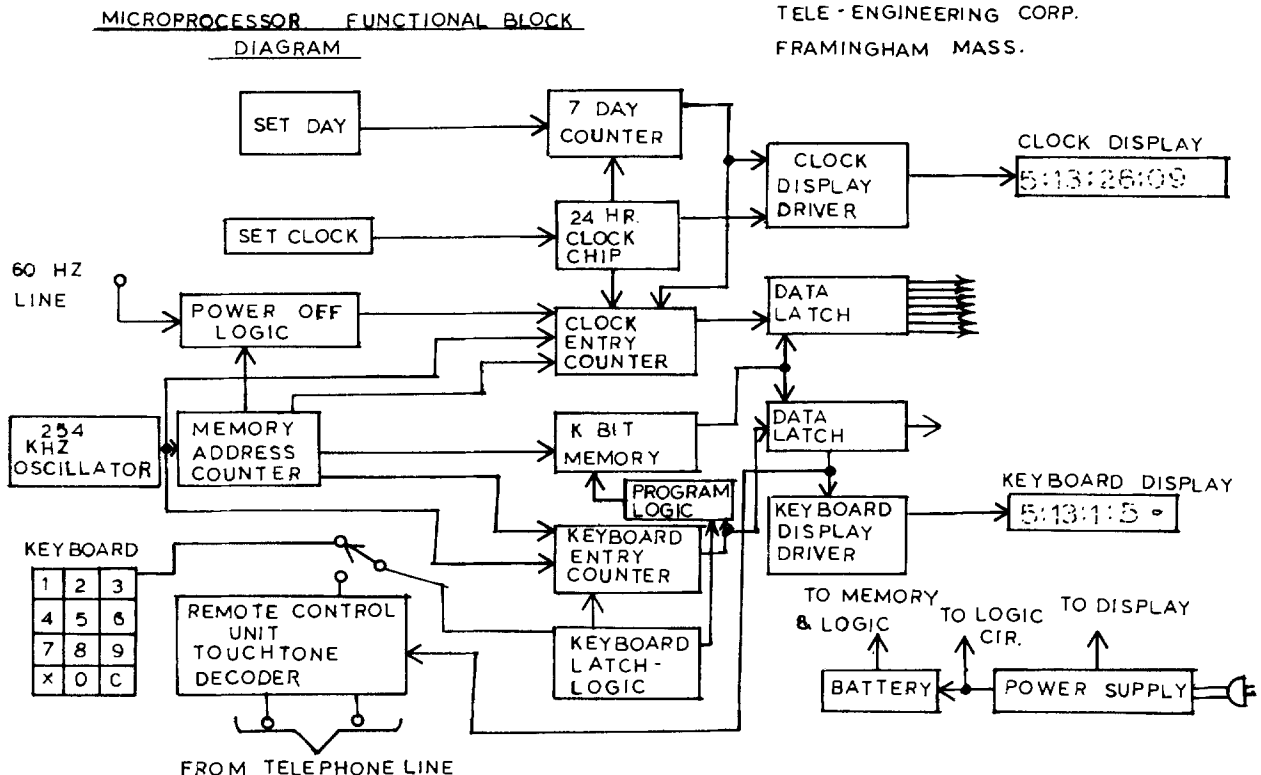 MICROPROCESSOR FUNCTIONAL BLOCK
DIAGRAM
TELE-ENGINEERING CORP.
FRAMINGHAM MASS.
SET DAY
7 DAY
COUNTER
CLOCK
DISPLAY
DRIVER
CLOCK DISPLAY
5:13:26:09
SET CLOCK
24 HR.
CLOCK
CHIP
60 HZ
LINE
POWER OFF
LOGIC
CLOCK
ENTRY
COUNTER
DATA
LATCH
254
KHZ
OSCILLATOR
MEMORY
ADDRESS
COUNTER
K BIT
MEMORY
DATA
LATCH
PROGRAM
LOGIC
KEYBOARD
ENTRY
COUNTER
KEYBOARD
DISPLAY
DRIVER
KEYBOARD DISPLAY
5:13:1:5
KEYBOARD
1 2 3
4 5 6
7 8 9
* 0 C
REMOTE CONTROL
UNIT
TOUCHTONE
DECODER
KEYBOARD
LATCH-
LOGIC
TO MEMORY
& LOGIC
TO LOGIC
CIR.
TO DISPLAY
BATTERY
POWER SUPPLY
FROM TELEPHONE LINE